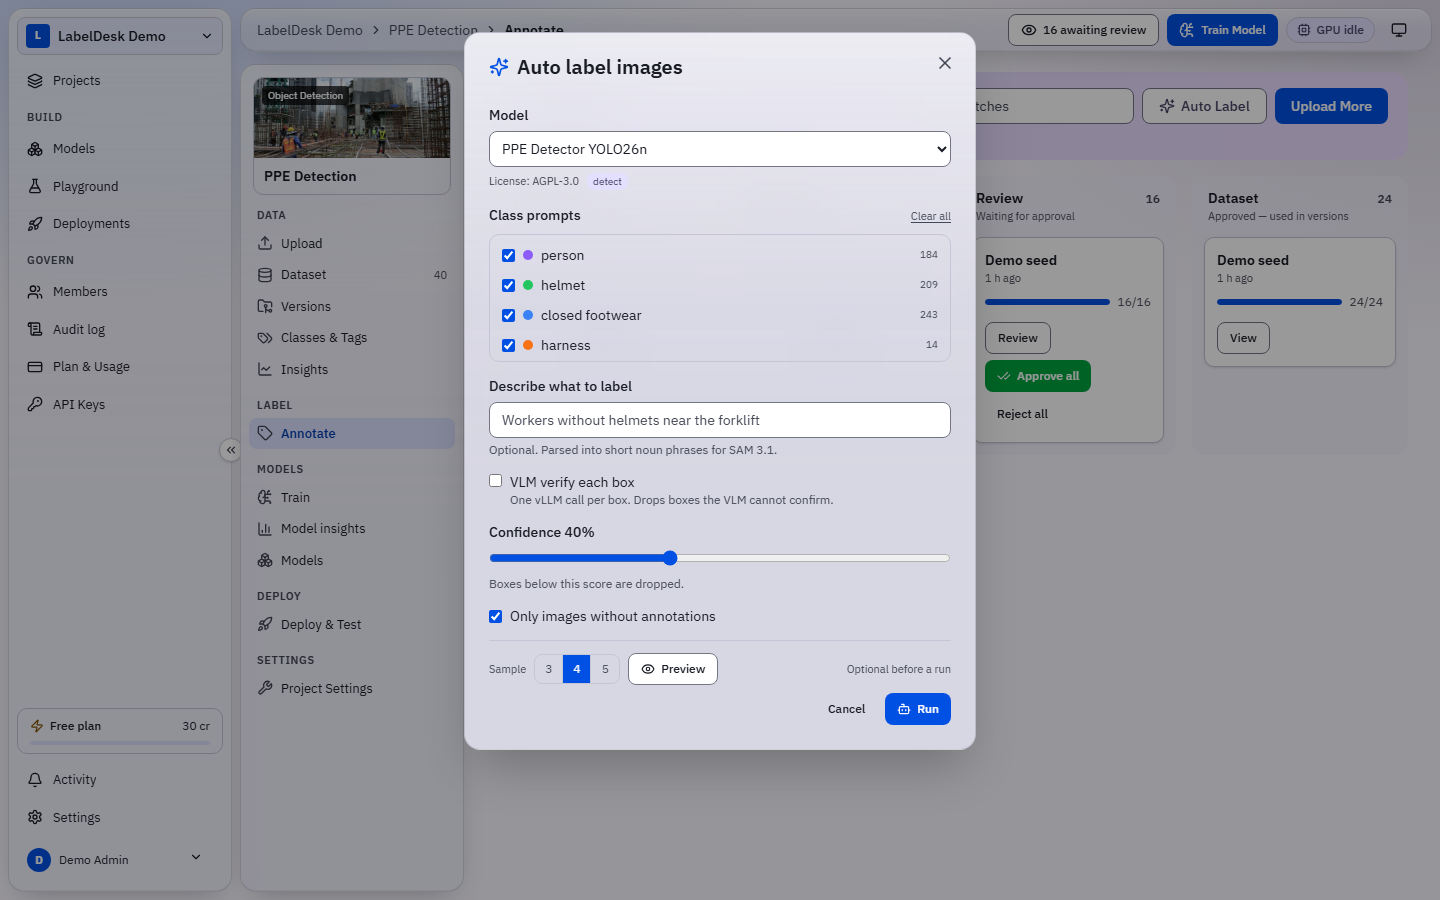 L LabelDesk Demo
Projects
BUILD
Models
Playground
Deployments
GOVERN
Members
Audit log
Plan & Usage
API Keys
Free plan 30 cr
Activity
Settings
D Demo Admin
LabelDesk Demo > PPE Detection > Annotate
16 awaiting review
Train Model
GPU idle
Object Detection
PPE Detection
DATA
Upload
Dataset 40
Versions
Classes & Tags
Insights
LABEL
Annotate
MODELS
Train
Model insights
Models
DEPLOY
Deploy & Test
SETTINGS
Project Settings
Auto label images
Model
PPE Detector YOLO26n
License: AGPL-3.0 detect
Class prompts Clear all
person 184
helmet 209
closed footwear 243
harness 14
Describe what to label
Workers without helmets near the forklift
Optional. Parsed into short noun phrases for SAM 3.1.
VLM verify each box
One vLLM call per box. Drops boxes the VLM cannot confirm.
Confidence 40%
Boxes below this score are dropped.
Only images without annotations
Sample 3 4 5 Preview Optional before a run
Cancel Run
tches
Auto Label
Upload More
Review 16
Waiting for approval
Demo seed
1 h ago
16/16
Review
Approve all
Reject all
Dataset 24
Approved — used in versions
Demo seed
1 h ago
24/24
View